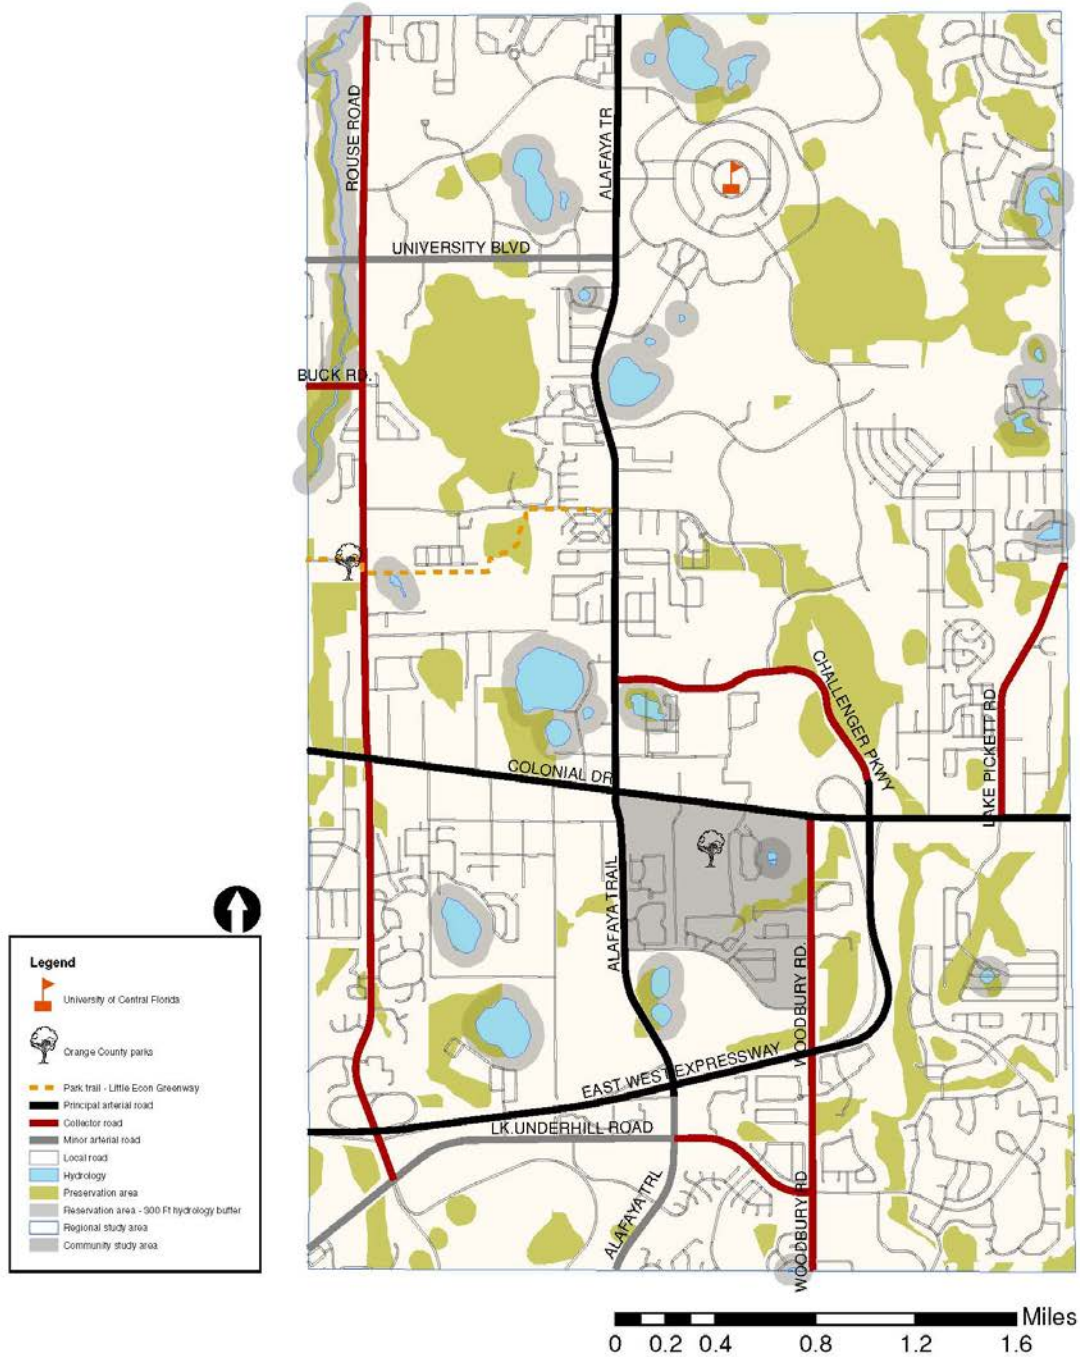 ROUSE ROAD
ALAFAYA TR
UNIVERSITY BLVD
BUCK RD.
CHALLENGER PKWY
LAKE PICKETT RD.
COLONIAL DR
ALAFAYA TRAIL
WOODBURY RD.
EAST WEST EXPRESSWAY
LK.UNDERHILL ROAD
ALAFAYA TRL
WOODBURY RD
Legend
University of Central Florida
Orange County parks
Park trail - Little Econ Greenway
Principal arterial road
Collector road
Minor arterial road
Local road
Hydrology
Preservation area
Reservation area - 300 Ft hydrology buffer
Regional study area
Community study area
Miles
0 0.2 0.4 0.8 1.2 1.6